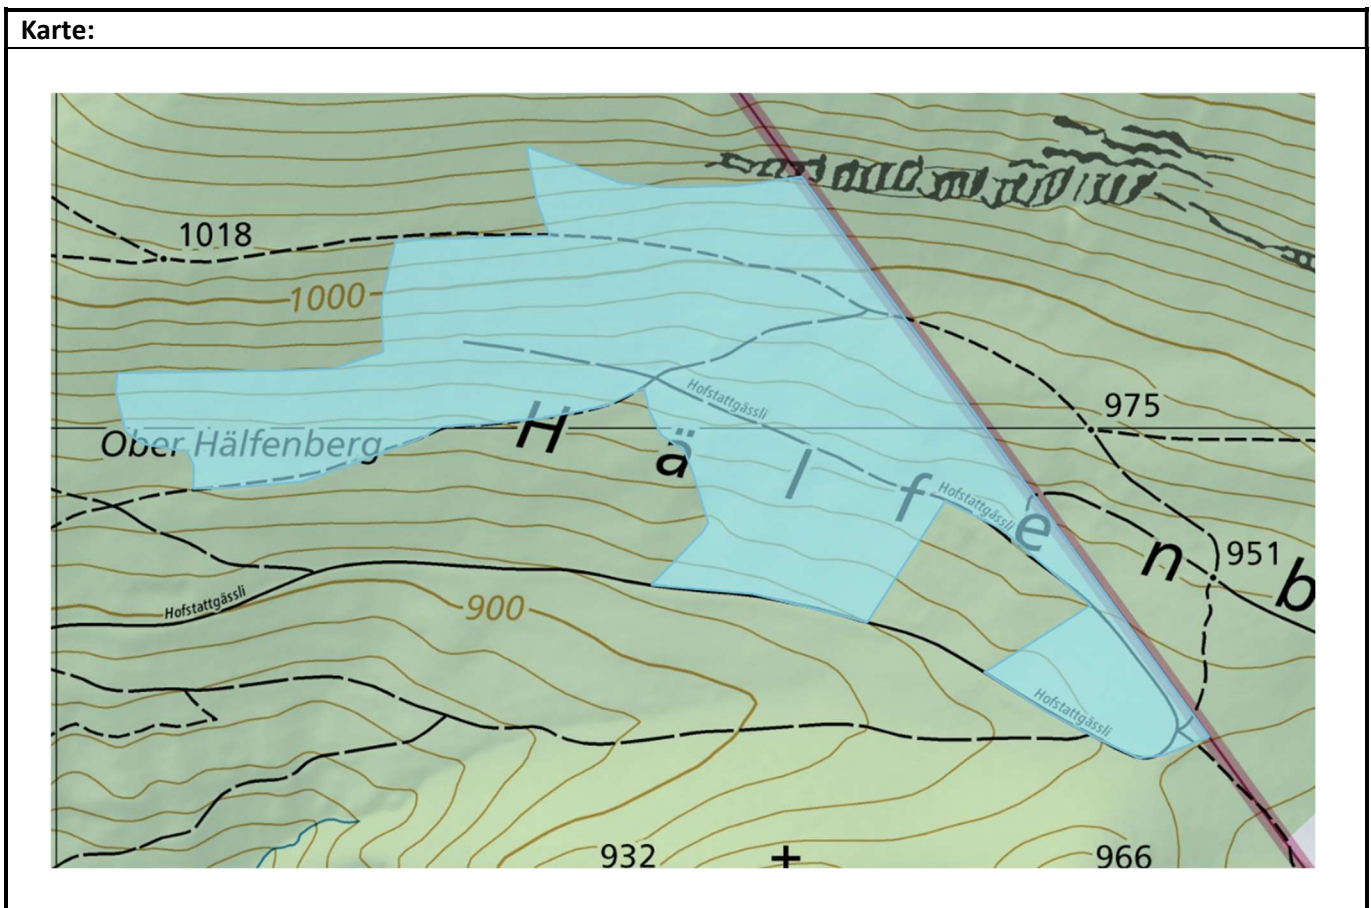 Karte:
1018
1000
Hofstattgässli
975
Ober Hälfenberg
H ä l f e n b
Hofstattgässli
951
Hofstattgässli
900
Hofstattgässli
932
966